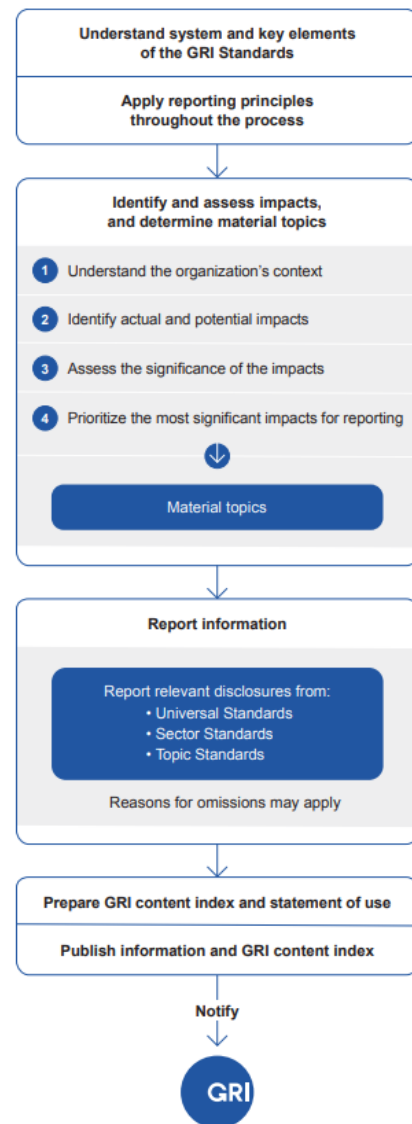 Understand system and key elements
of the GRI Standards
Apply reporting principles
throughout the process
Identify and assess impacts,
and determine material topics
1 Understand the organization's context
2 Identify actual and potential impacts
3 Assess the significance of the impacts
4 Prioritize the most significant impacts for reporting
Material topics
Report information
Report relevant disclosures from:
• Universal Standards
• Sector Standards
• Topic Standards
Reasons for omissions may apply
Prepare GRI content index and statement of use
Publish information and GRI content index
Notify
GRI